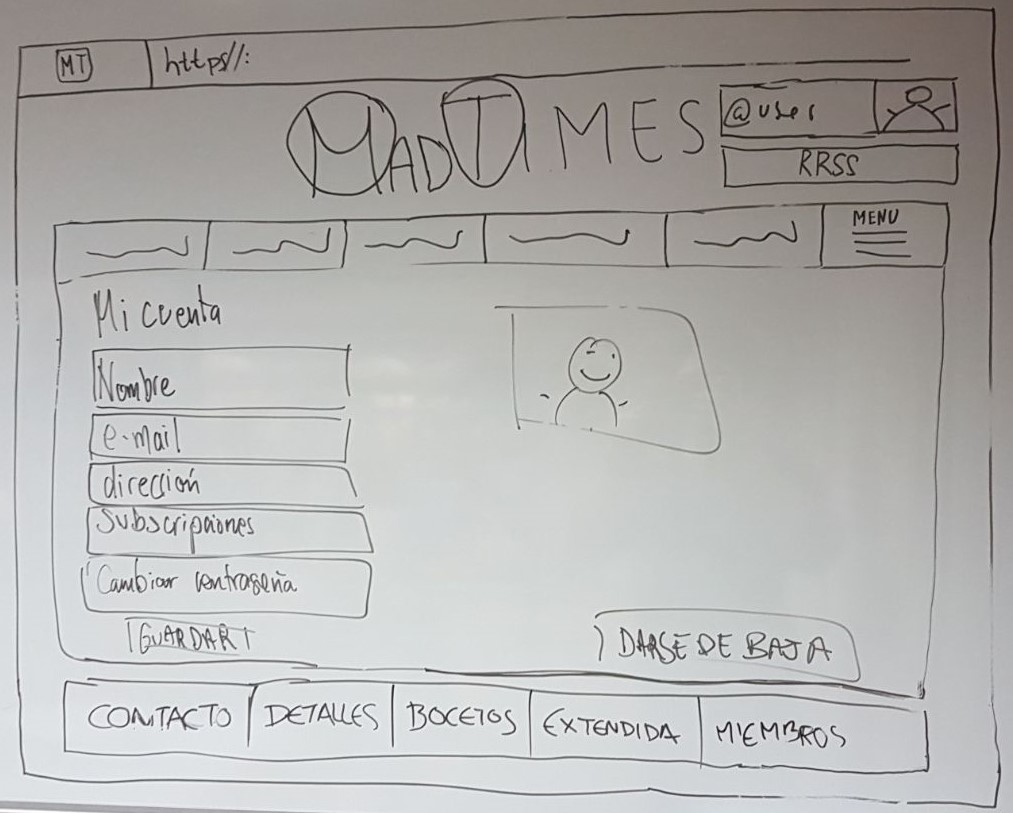 MT https//:
MADTIMES
@user
RRSS
MENU
Mi cuenta
Nombre
e-mail
dirección
Subscripciones
Cambiar contraseña
GUARDAR
DARSE DE BAJA
CONTACTO DETALLES BOCETOS EXTENDIDA MIEMBROS